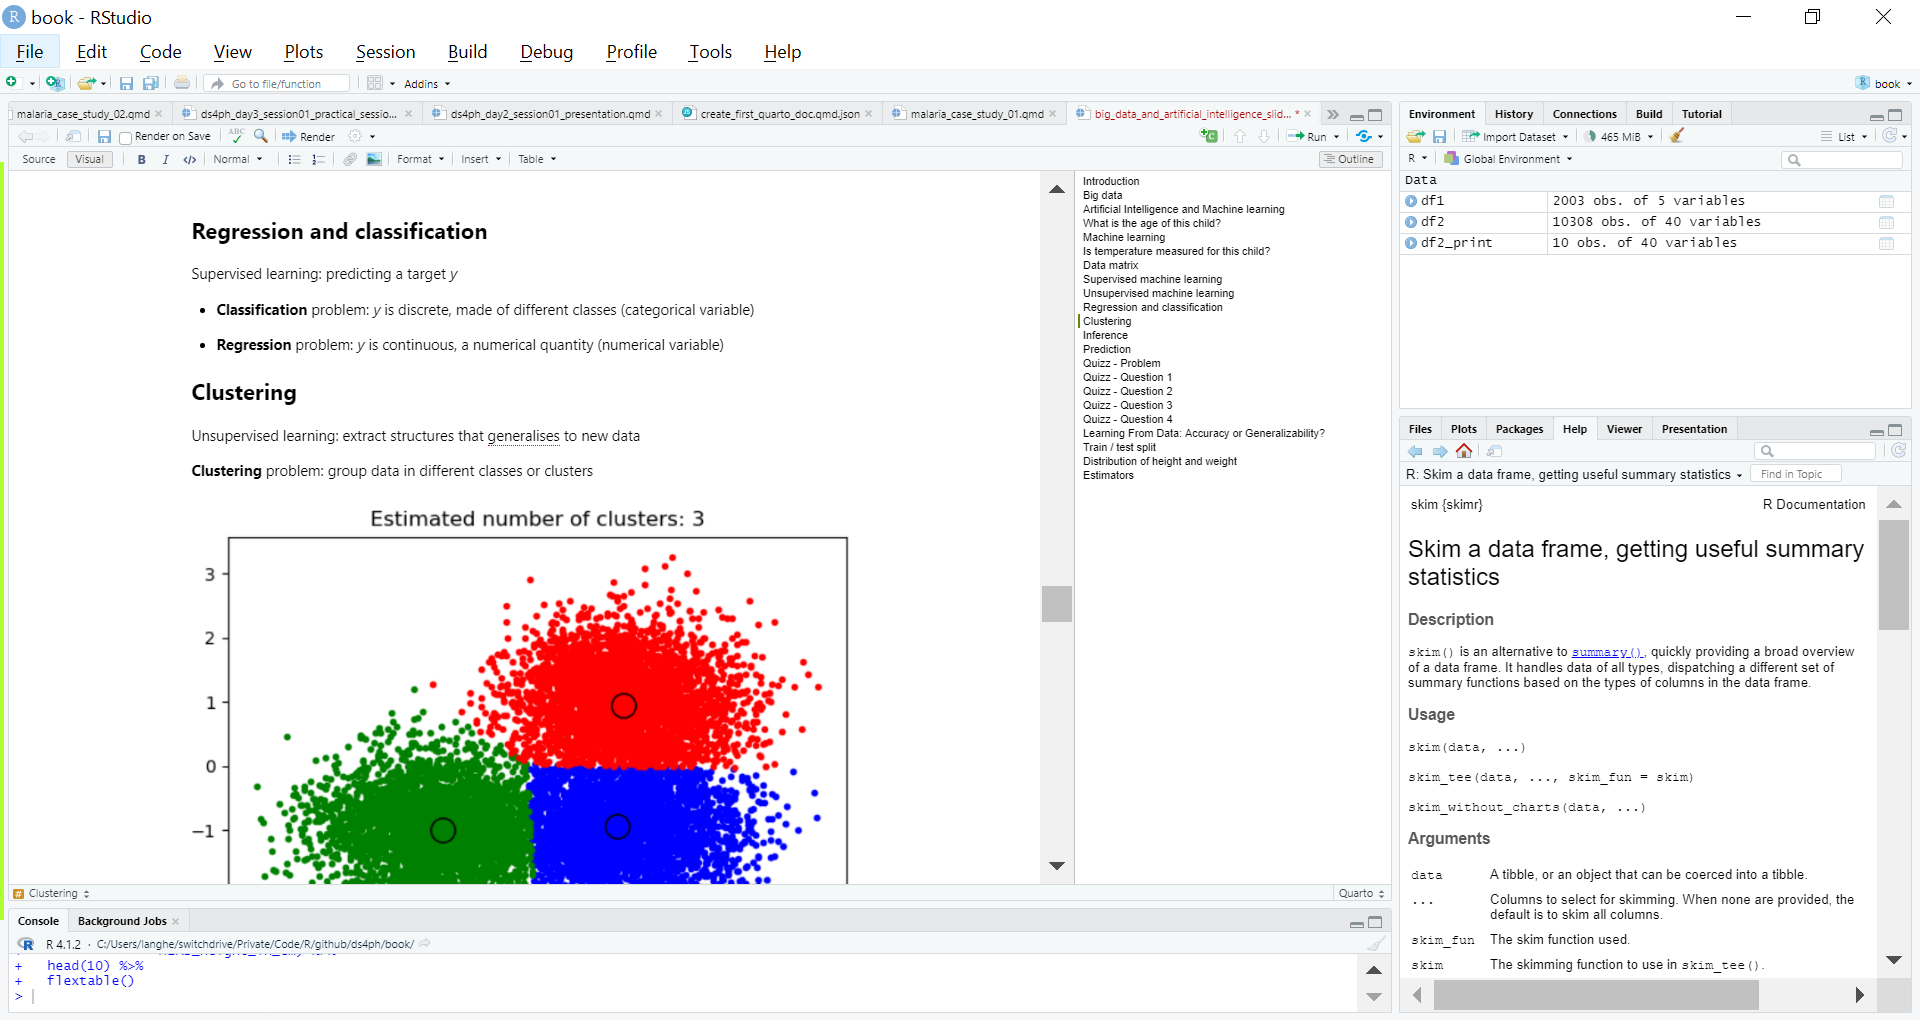 book - RStudio
File Edit Code View Plots Session Build Debug Profile Tools Help
Go to file/function Addins book
malaria_case_study_02.qmd ds4ph_day3_session01_practical_sessio... ds4ph_day2_session01_presentation.qmd create_first_quarto_doc.qmd.json malaria_case_study_01.qmd big_data_and_artificial_intelligence_slid... *
Render on Save ABC Render Run
Source Visual B I </> Normal Format Insert Table Outline
Regression and classification
Supervised learning: predicting a target y
• Classification problem: y is discrete, made of different classes (categorical variable)
• Regression problem: y is continuous, a numerical quantity (numerical variable)
Clustering
Unsupervised learning: extract structures that generalises to new data
Clustering problem: group data in different classes or clusters
Estimated number of clusters: 3
3
2
1
0
−1
Introduction
Big data
Artificial Intelligence and Machine learning
What is the age of this child?
Machine learning
Is temperature measured for this child?
Data matrix
Supervised machine learning
Unsupervised machine learning
Regression and classification
Clustering
Inference
Prediction
Quizz - Problem
Quizz - Question 1
Quizz - Question 2
Quizz - Question 3
Quizz - Question 4
Learning From Data: Accuracy or Generalizability?
Train / test split
Distribution of height and weight
Estimators
# Clustering Quarto
Console Background Jobs
R 4.1.2 · C:/Users/langhe/switchdrive/Private/Code/R/github/ds4ph/book/
+ head(10) %>%
+ flextable()
>
Environment History Connections Build Tutorial
Import Dataset 465 MiB List
R Global Environment
Data
df1 2003 obs. of 5 variables
df2 10308 obs. of 40 variables
df2_print 10 obs. of 40 variables
Files Plots Packages Help Viewer Presentation
R: Skim a data frame, getting useful summary statistics Find in Topic
skim {skimr} R Documentation
Skim a data frame, getting useful summary
statistics
Description
skim() is an alternative to summary(), quickly providing a broad overview
of a data frame. It handles data of all types, dispatching a different set of
summary functions based on the types of columns in the data frame.
Usage
skim(data, ...)
skim_tee(data, ..., skim_fun = skim)
skim_without_charts(data, ...)
Arguments
data A tibble, or an object that can be coerced into a tibble.
... Columns to select for skimming. When none are provided, the
default is to skim all columns.
skim_fun The skim function used.
skim The skimming function to use in skim_tee().